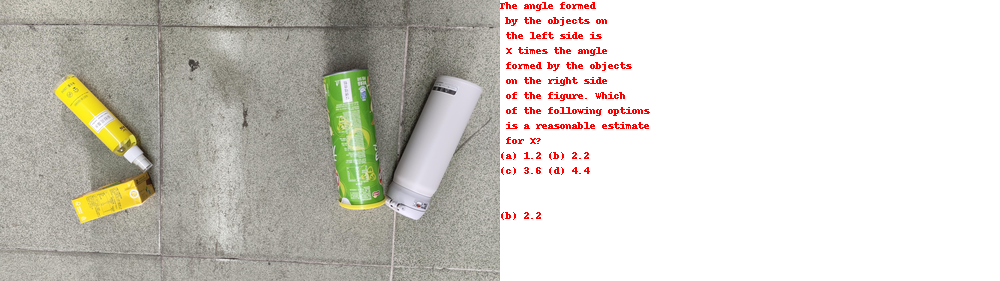 The angle formed
by the objects on
the left side is
X times the angle
formed by the objects
on the right side
of the figure. Which
of the following options
is a reasonable estimate
for X?
(a) 1.2 (b) 2.2
(c) 3.6 (d) 4.4
(b) 2.2